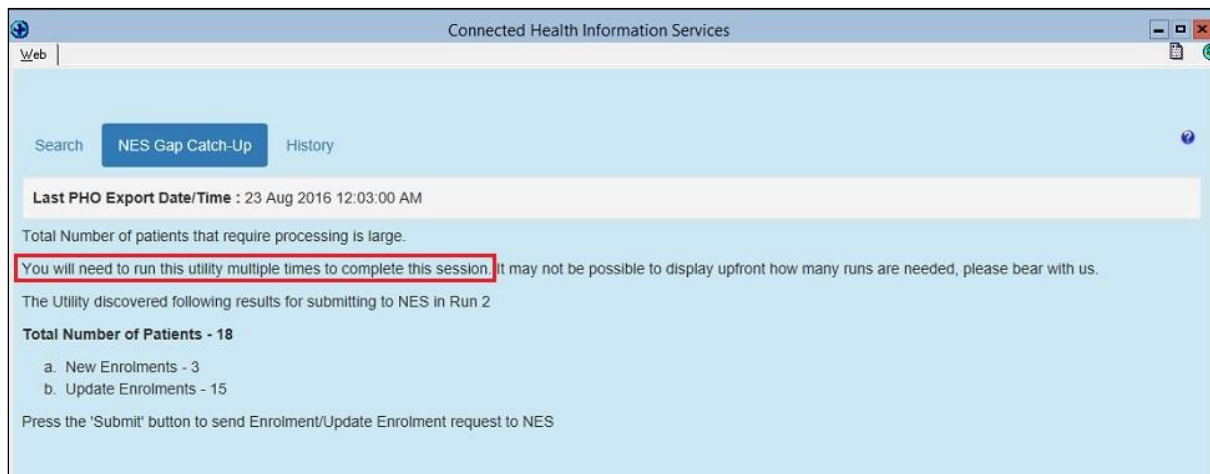 Connected Health Information Services
Web
Search NES Gap Catch-Up History
Last PHO Export Date/Time : 23 Aug 2016 12:03:00 AM
Total Number of patients that require processing is large.
You will need to run this utility multiple times to complete this session. It may not be possible to display upfront how many runs are needed, please bear with us.
The Utility discovered following results for submitting to NES in Run 2
Total Number of Patients - 18
a. New Enrolments - 3
b. Update Enrolments - 15
Press the 'Submit' button to send Enrolment/Update Enrolment request to NES